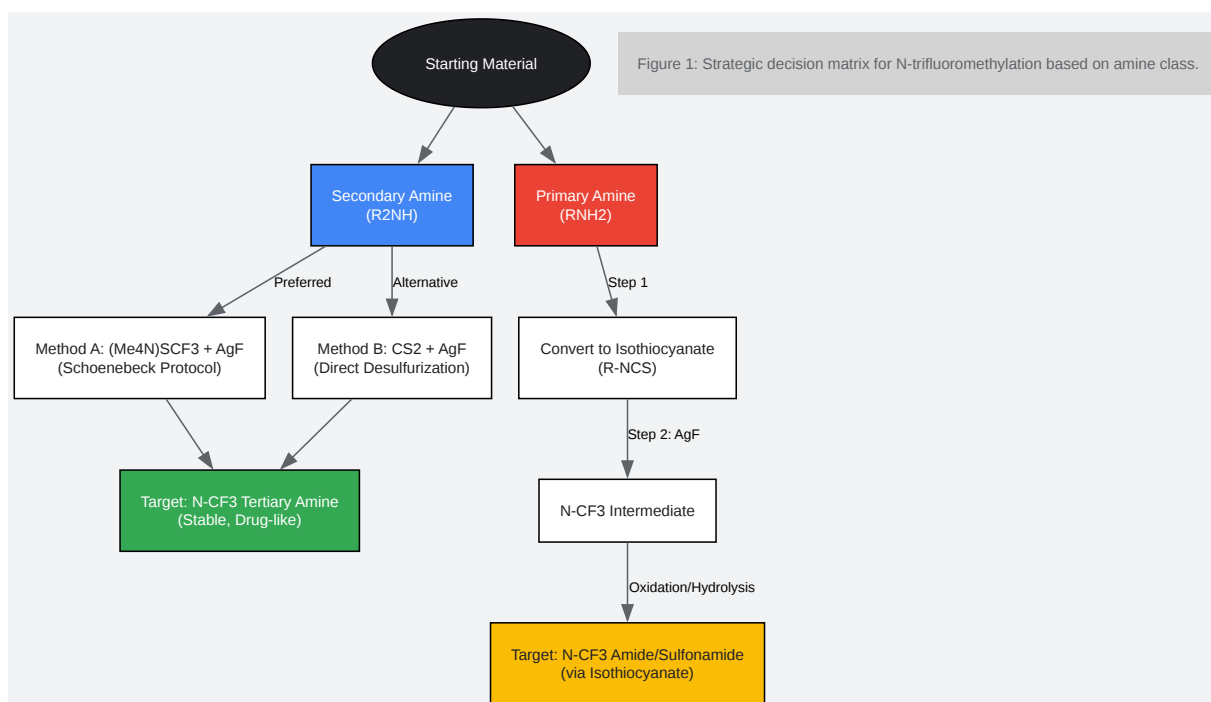 Starting Material
Figure 1: Strategic decision matrix for N-trifluoromethylation based on amine class.
Secondary Amine
(R2NH)
Primary Amine
(RNH2)
Preferred
Alternative
Step 1
Method A: (Me4N)SCF3 + AgF
(Schoenebeck Protocol)
Method B: CS2 + AgF
(Direct Desulfurization)
Convert to Isothiocyanate
(R-NCS)
Step 2: AgF
Target: N-CF3 Tertiary Amine
(Stable, Drug-like)
N-CF3 Intermediate
Oxidation/Hydrolysis
Target: N-CF3 Amide/Sulfonamide
(via Isothiocyanate)